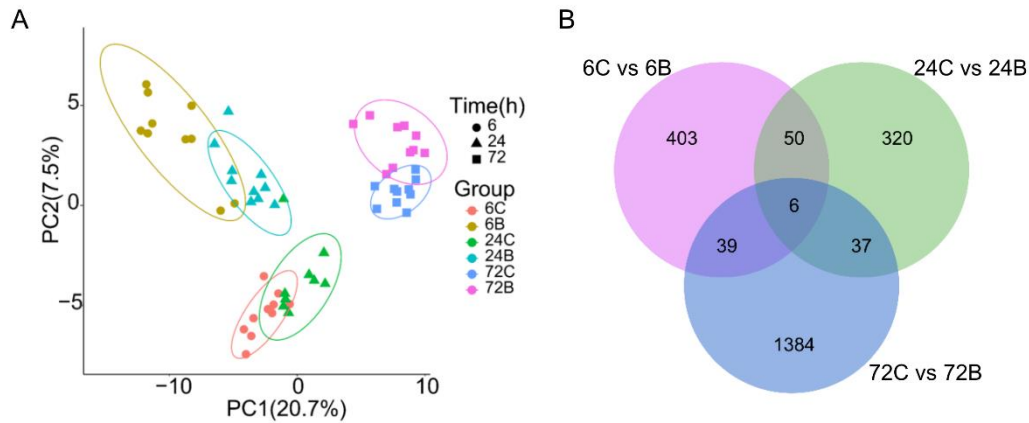 A
PC2(7.5%)
5
0
−5
−10
0
10
PC1(20.7%)
Time(h)
6
24
72
Group
6C
6B
24C
24B
72C
72B
B
6C vs 6B
24C vs 24B
403
50
320
6
39
37
1384
72C vs 72B